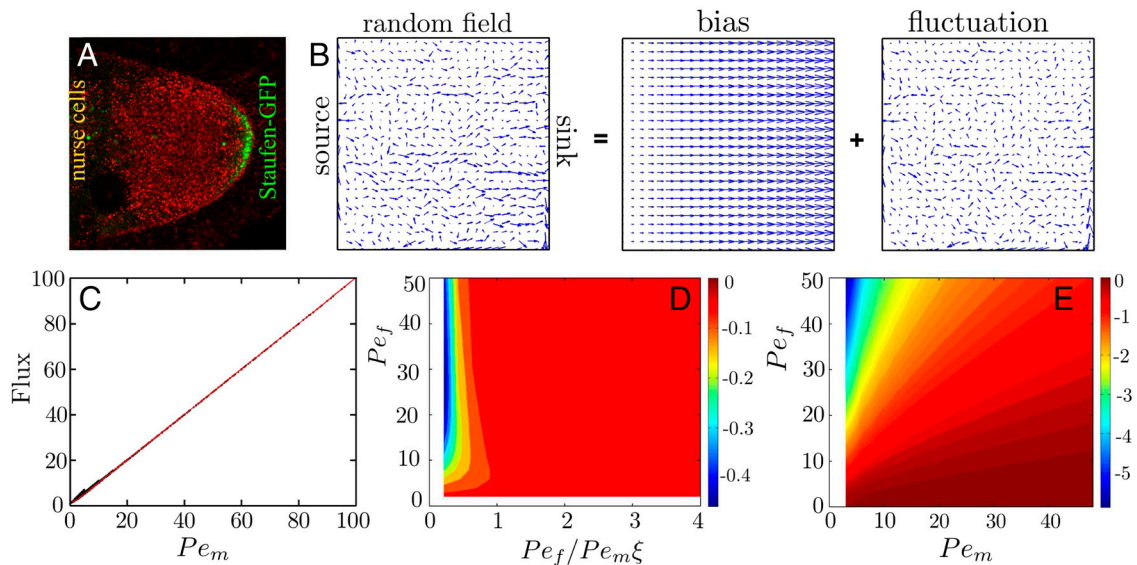 random field bias fluctuation
A
B
nurse cells
Staufen-GFP
source
sink
=
+
C
Flux
100
80
60
40
20
0
0 20 40 60 80 100
Pe_m
D
Pe_f
50
40
30
20
10
0
0 1 2 3 4
Pe_f/Pe_mξ
0
-0.1
-0.2
-0.3
-0.4
E
Pe_f
50
40
30
20
10
0
10 20 30 40
Pe_m
0
-1
-2
-3
-4
-5